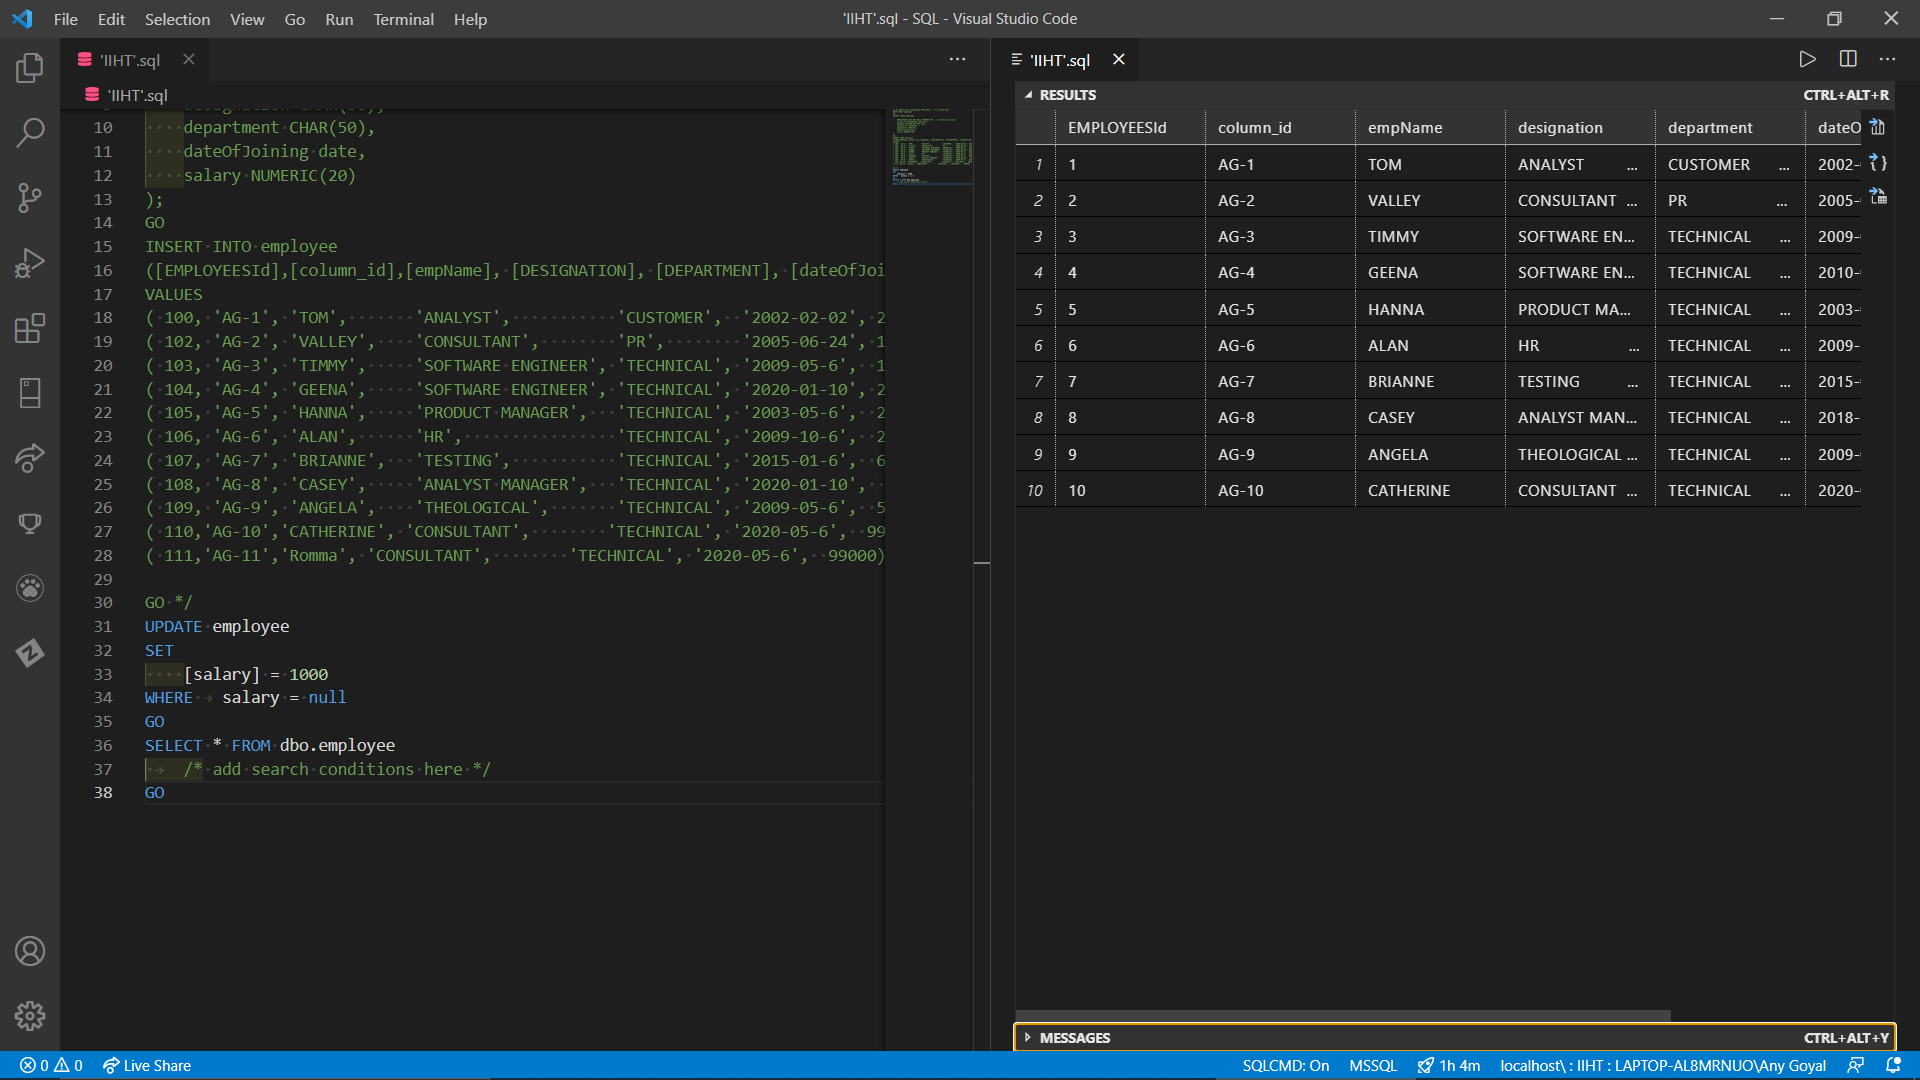 File Edit Selection View Go Run Terminal Help
'IIHT'.sql - SQL - Visual Studio Code
'IIHT'.sql
'IIHT'.sql
10 department CHAR(50),
11 dateOfJoining date,
12 salary NUMERIC(20)
13 );
14 GO
15 INSERT INTO employee
16 ([EMPLOYEESId],[column_id],[empName], [DESIGNATION], [DEPARTMENT], [dateOfJoi
17 VALUES
18 ( 100, 'AG-1', 'TOM', 'ANALYST', 'CUSTOMER', '2002-02-02', 2
19 ( 102, 'AG-2', 'VALLEY', 'CONSULTANT', 'PR', '2005-06-24', 1
20 ( 103, 'AG-3', 'TIMMY', 'SOFTWARE ENGINEER', 'TECHNICAL', '2009-05-6', 1
21 ( 104, 'AG-4', 'GEENA', 'SOFTWARE ENGINEER', 'TECHNICAL', '2020-01-10', 2
22 ( 105, 'AG-5', 'HANNA', 'PRODUCT MANAGER', 'TECHNICAL', '2003-05-6', 2
23 ( 106, 'AG-6', 'ALAN', 'HR', 'TECHNICAL', '2009-10-6', 2
24 ( 107, 'AG-7', 'BRIANNE', 'TESTING', 'TECHNICAL', '2015-01-6', 6
25 ( 108, 'AG-8', 'CASEY', 'ANALYST MANAGER', 'TECHNICAL', '2020-01-10',
26 ( 109, 'AG-9', 'ANGELA', 'THEOLOGICAL', 'TECHNICAL', '2009-05-6', 5
27 ( 110,'AG-10','CATHERINE', 'CONSULTANT', 'TECHNICAL', '2020-05-6', 99
28 ( 111,'AG-11','Romma', 'CONSULTANT', 'TECHNICAL', '2020-05-6', 99000)
29
30 GO */
31 UPDATE employee
32 SET
33 [salary] = 1000
34 WHERE salary = null
35 GO
36 SELECT * FROM dbo.employee
37 /* add search conditions here */
38 GO
'IIHT'.sql
RESULTS CTRL+ALT+R
EMPLOYEESId column_id empName designation department dateO
1 1 AG-1 TOM ANALYST ... CUSTOMER ... 2002-
2 2 AG-2 VALLEY CONSULTANT ... PR ... 2005-
3 3 AG-3 TIMMY SOFTWARE EN... TECHNICAL ... 2009-
4 4 AG-4 GEENA SOFTWARE EN... TECHNICAL ... 2010-
5 5 AG-5 HANNA PRODUCT MA... TECHNICAL ... 2003-
6 6 AG-6 ALAN HR ... TECHNICAL ... 2009-
7 7 AG-7 BRIANNE TESTING ... TECHNICAL ... 2015-
8 8 AG-8 CASEY ANALYST MAN... TECHNICAL ... 2018-
9 9 AG-9 ANGELA THEOLOGICAL ... TECHNICAL ... 2009-
10 10 AG-10 CATHERINE CONSULTANT ... TECHNICAL ... 2020-
MESSAGES CTRL+ALT+Y
0 0 Live Share SQLCMD: On MSSQL 1h 4m localhost\ : IIHT : LAPTOP-AL8MRNUO\Any Goyal